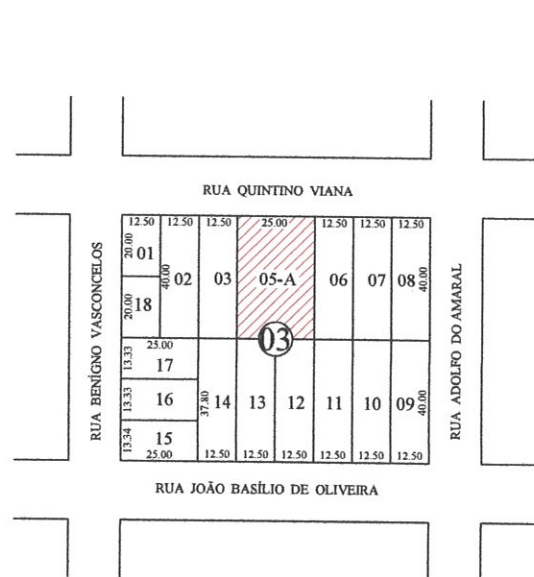 RUA QUINTINO VIANA
12.50 12.50 12.50 25.00 12.50 12.50 12.50
20.00 01
40.00 02 03 05-A 06 07 08 40.00
20.00 18
RUA BENÍGNO VASCONCELOS
RUA ADOLFO DO AMARAL
03
13.33 25.00
17
13.33 16
37.80 14 13 12 11 10 09 40.00
13.34 15
25.00 12.50 12.50 12.50 12.50 12.50 12.50
RUA JOÃO BASÍLIO DE OLIVEIRA